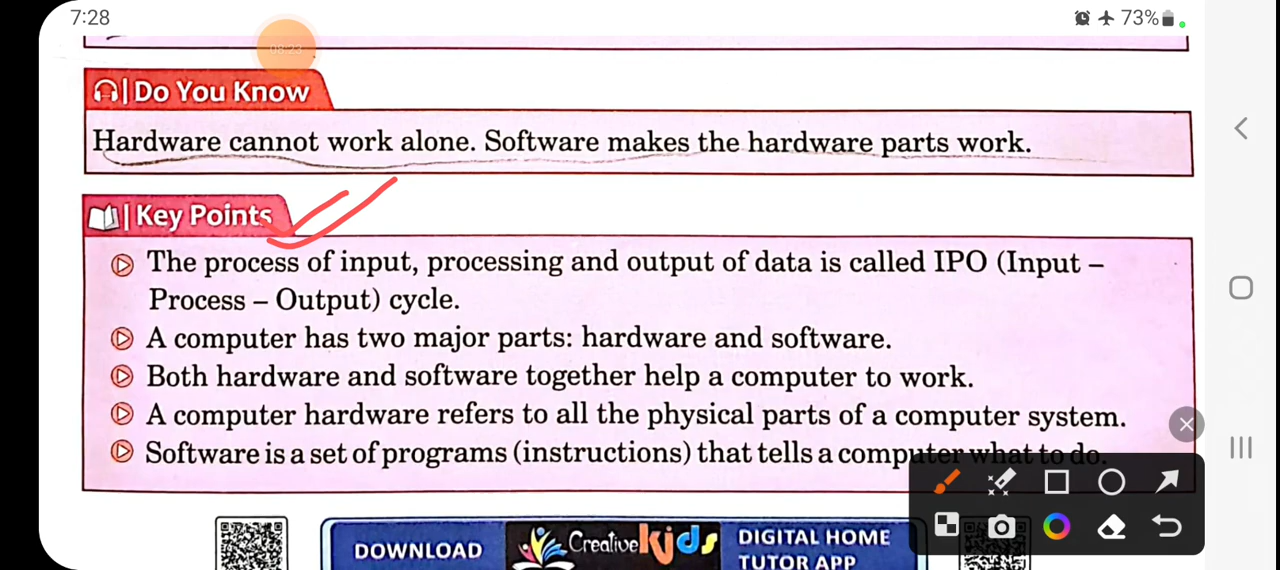 7:28
73%
08:23
Do You Know
Hardware cannot work alone. Software makes the hardware parts work.
Key Points
The process of input, processing and output of data is called IPO (Input –
Process – Output) cycle.
A computer has two major parts: hardware and software.
Both hardware and software together help a computer to work.
A computer hardware refers to all the physical parts of a computer system.
Software is a set of programs (instructions) that tells a computer what to do.
DOWNLOAD
Creative kids
DIGITAL HOME
TUTOR APP